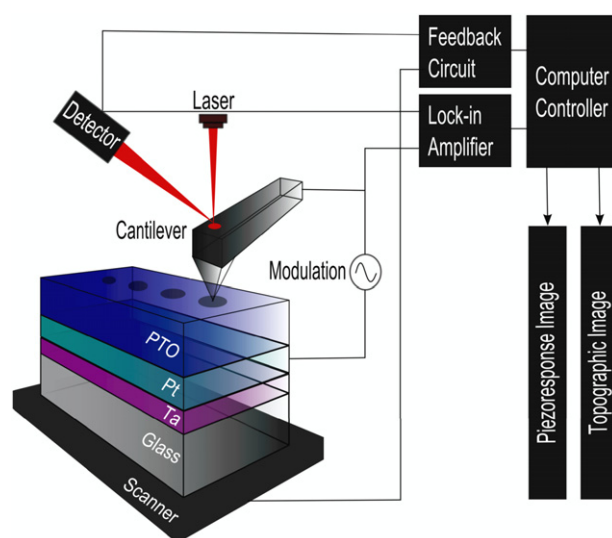 Feedback
Circuit
Computer
Controller
Lock-in
Amplifier
Laser
Detector
Cantilever
Modulation
PTO
Pt
Ta
Glass
Scanner
Piezoresponse Image
Topographic Image